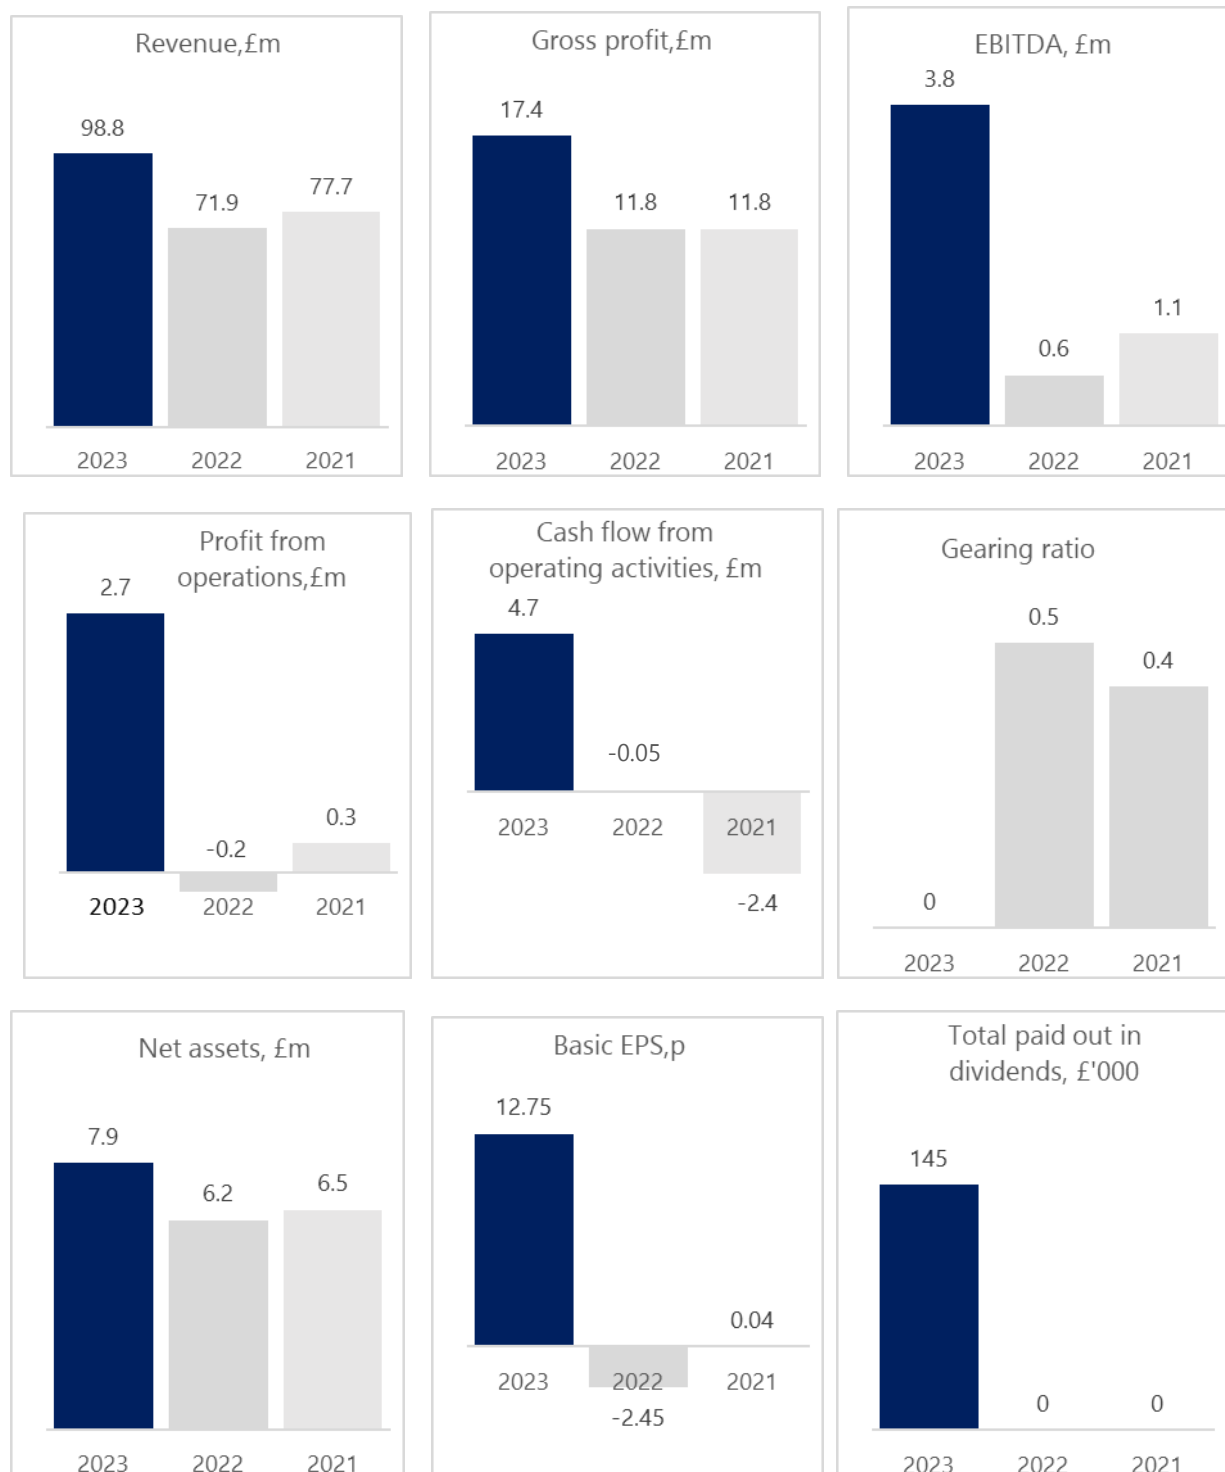 Revenue,£m
98.8
71.9
77.7
2023 2022 2021
Gross profit,£m
17.4
11.8 11.8
2023 2022 2021
EBITDA, £m
3.8
0.6
1.1
2023 2022 2021
Profit from
operations,£m
2.7
-0.2
0.3
2023 2022 2021
Cash flow from
operating activities, £m
4.7
-0.05
2023 2022 2021
-2.4
Gearing ratio
0
0.5
0.4
2023 2022 2021
Net assets, £m
7.9
6.2
6.5
2023 2022 2021
Basic EPS,p
12.75
0.04
2023 2022 2021
-2.45
Total paid out in
dividends, £'000
145
0 0
2023 2022 2021